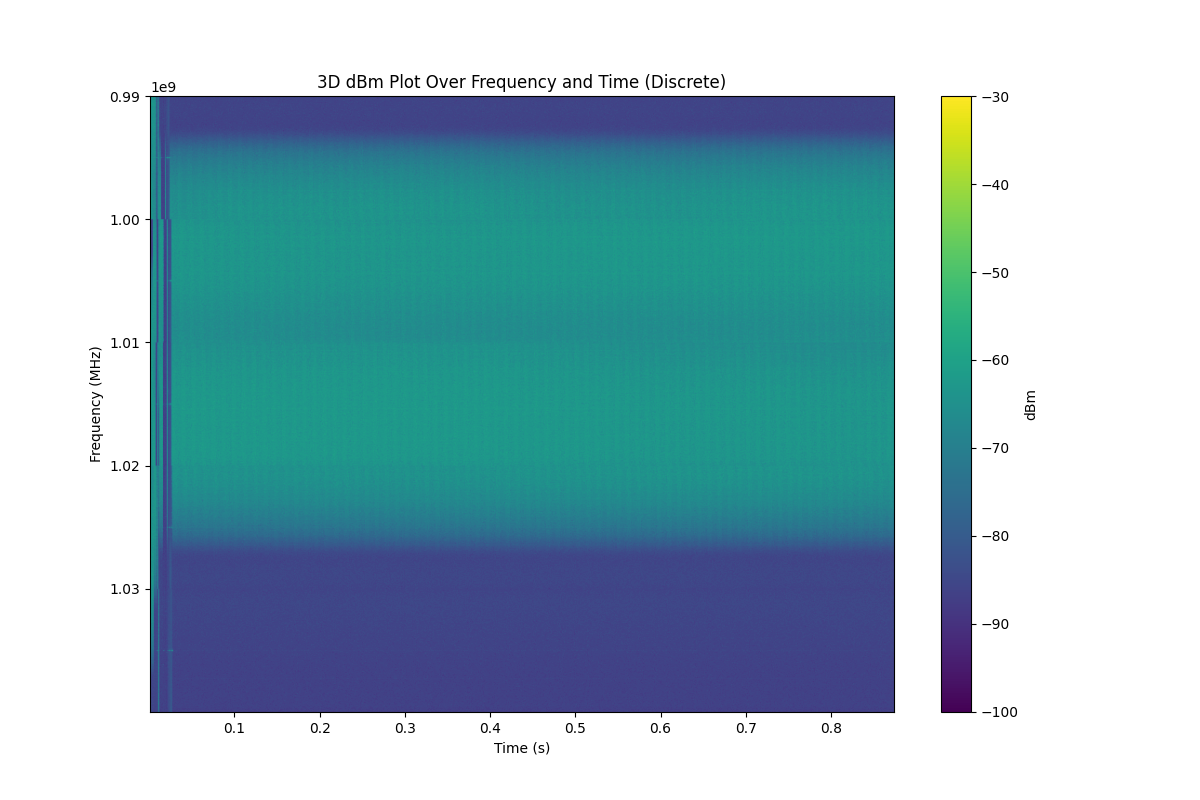 3D dBm Plot Over Frequency and Time (Discrete)
1e9
0.99
1.00
1.01
1.02
1.03
Frequency (MHz)
0.1 0.2 0.3 0.4 0.5 0.6 0.7 0.8
Time (s)
−30
−40
−50
−60
−70
−80
−90
−100
dBm